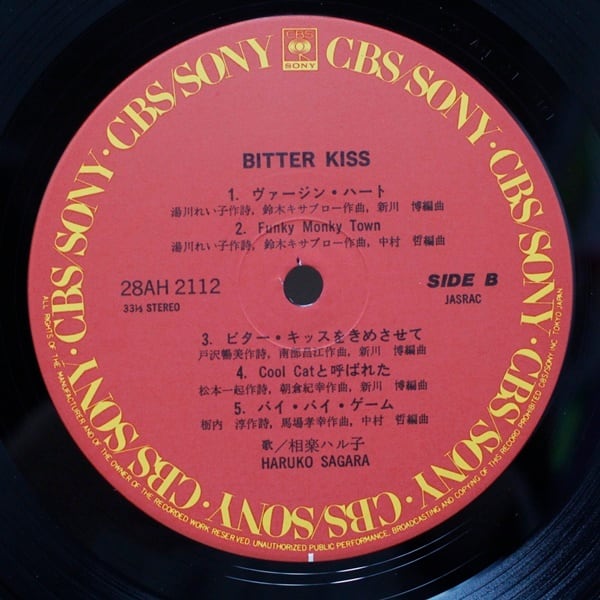 CBS
SONY
CBS/SONY · CBS/SONY · CBS/SONY · CBS/SONY · CBS/SONY · CBS/SONY · CBS/SONY · CBS/SONY
BITTER KISS
1. ヴァージン・ハート
湯川れい子作詩, 鈴木キサブロー作曲, 新川 博編曲
2. Funky Monky Town
湯川れい子作詩, 鈴木キサブロー作曲, 中村 哲編曲
28AH 2112
33⅓ STEREO
SIDE B
JASRAC
3. ビター・キッスをきめさせて
戸沢暢美作詩, 南部昌江作曲, 新川 博編曲
4. Cool Catと呼ばれた
松本一起作詩, 朝倉紀幸作曲, 新川 博編曲
5. バイ・バイ・ゲーム
栃内 淳作詩, 馬場孝幸作曲, 中村 哲編曲
歌／相楽ハル子
HARUKO SAGARA
ALL RIGHTS OF THE MANUFACTURER AND OF THE OWNER OF THE RECORDED WORK RESERVED. UNAUTHORIZED PUBLIC PERFORMANCE, BROADCASTING AND COPYING OF THIS RECORD PROHIBITED CBS/SONY INC. TOKYO JAPAN